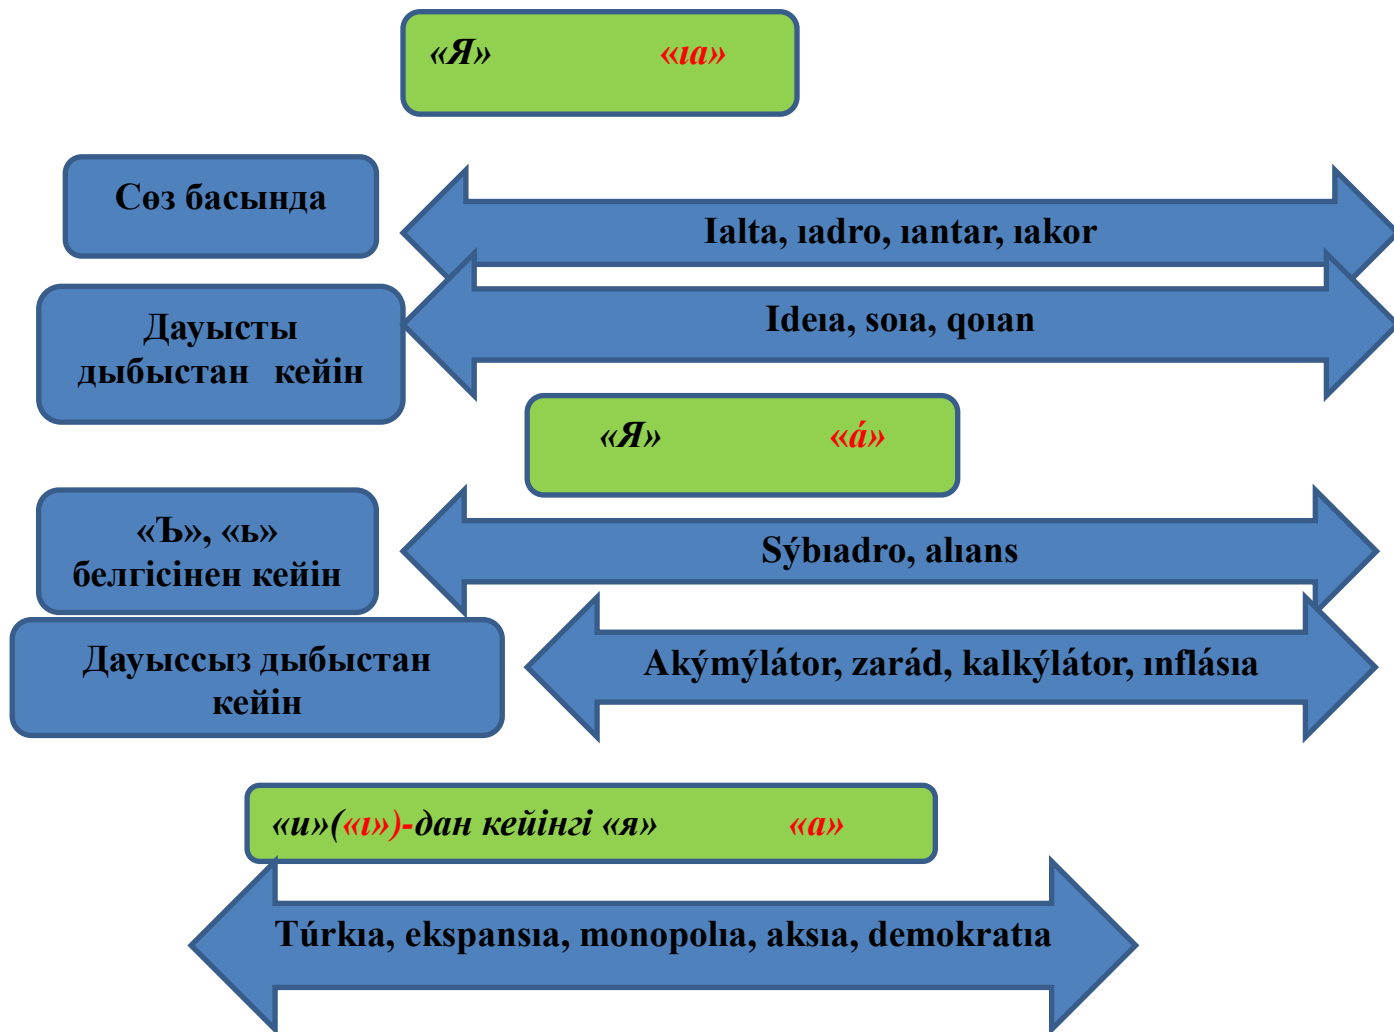 «Я» «ıa»
Сөз басында
Ialta, ıadro, ıantar, ıakor
Дауысты
дыбыстан кейін
Ideıa, soıa, qoıan
«Я» «á»
«Ъ», «ь»
белгісінен кейін
Sýbıadro, alıans
Дауыссыз дыбыстан
кейін
Akýmýlátor, zarád, kalkýlátor, ınflásıa
«и»(«ı»)-дан кейінгі «я» «a»
Túrkıa, ekspansıa, monopolıa, aksıa, demokratıa